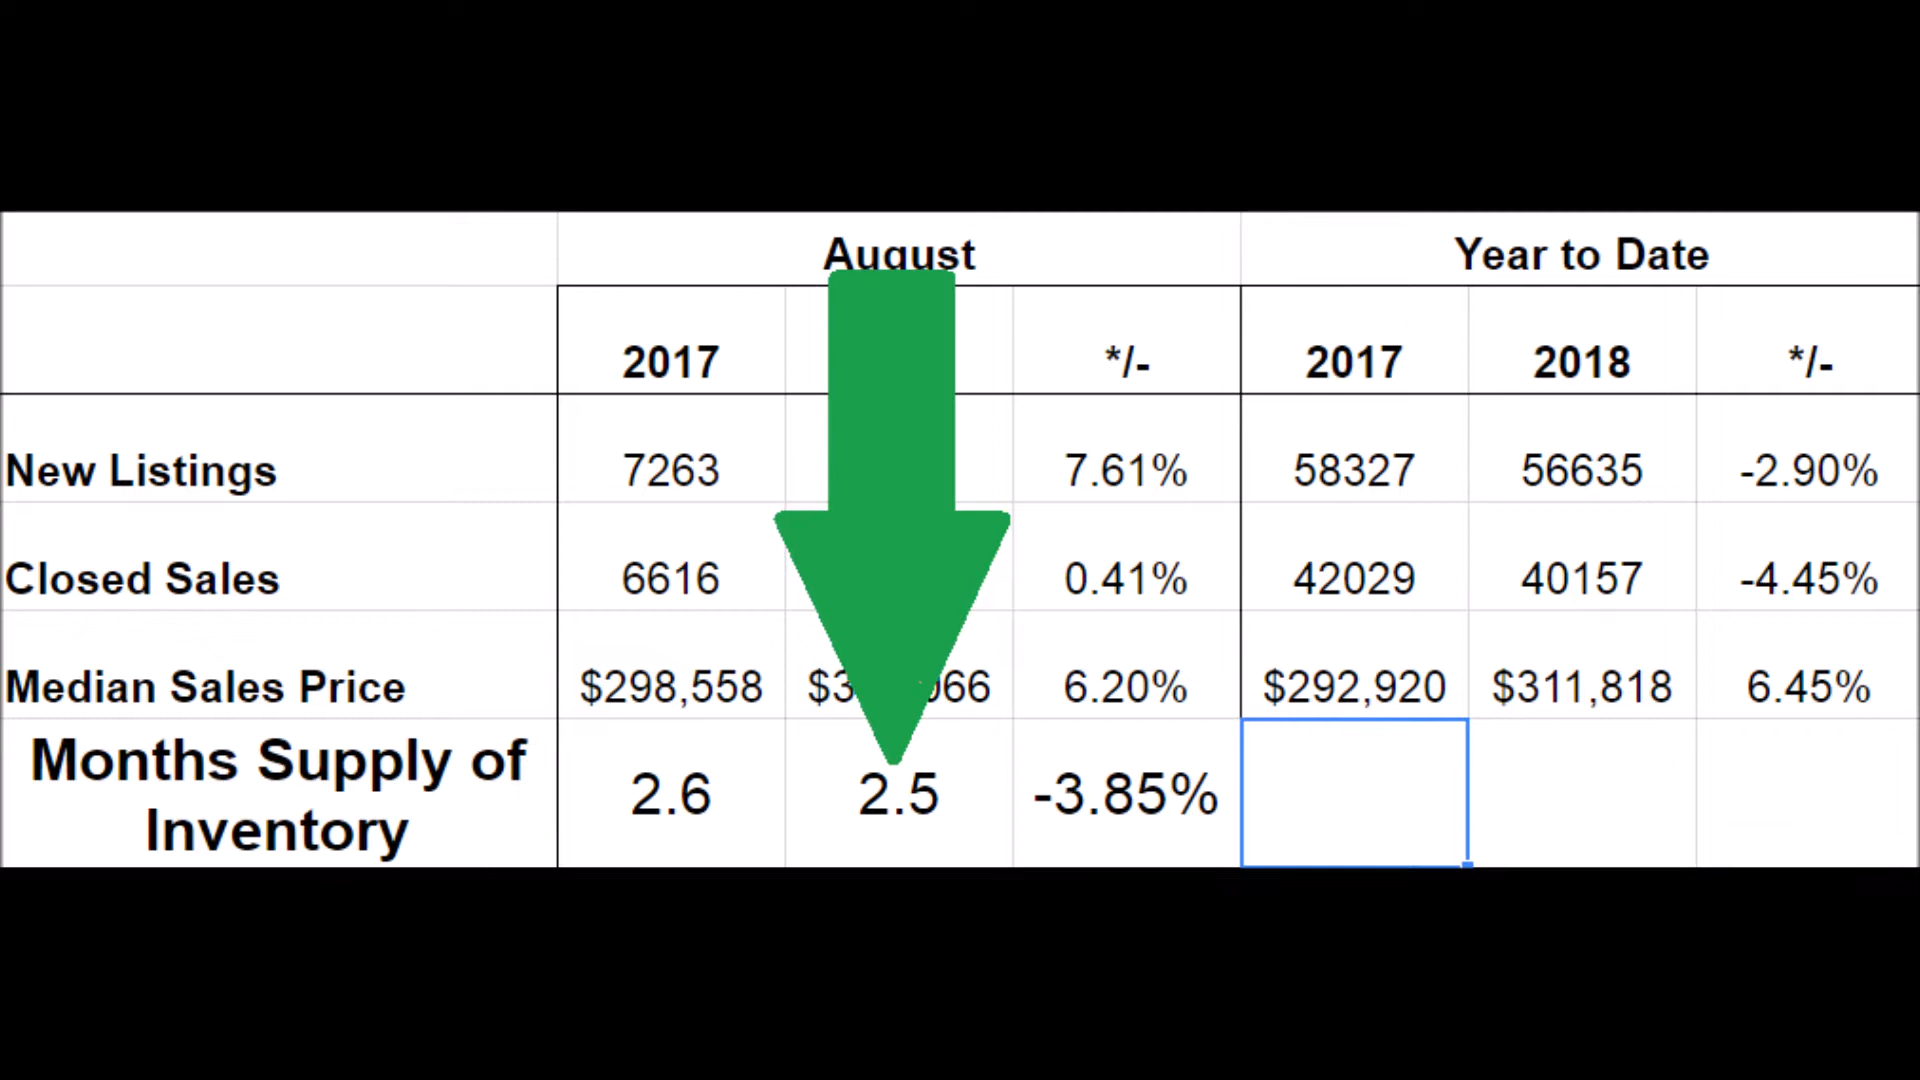 August Year to Date
2017 */- 2017 2018 */-
New Listings 7263 7.61% 58327 56635 -2.90%
Closed Sales 6616 0.41% 42029 40157 -4.45%
Median Sales Price $298,558 6.20% $292,920 $311,818 6.45%
Months Supply of
Inventory 2.6 2.5 -3.85%